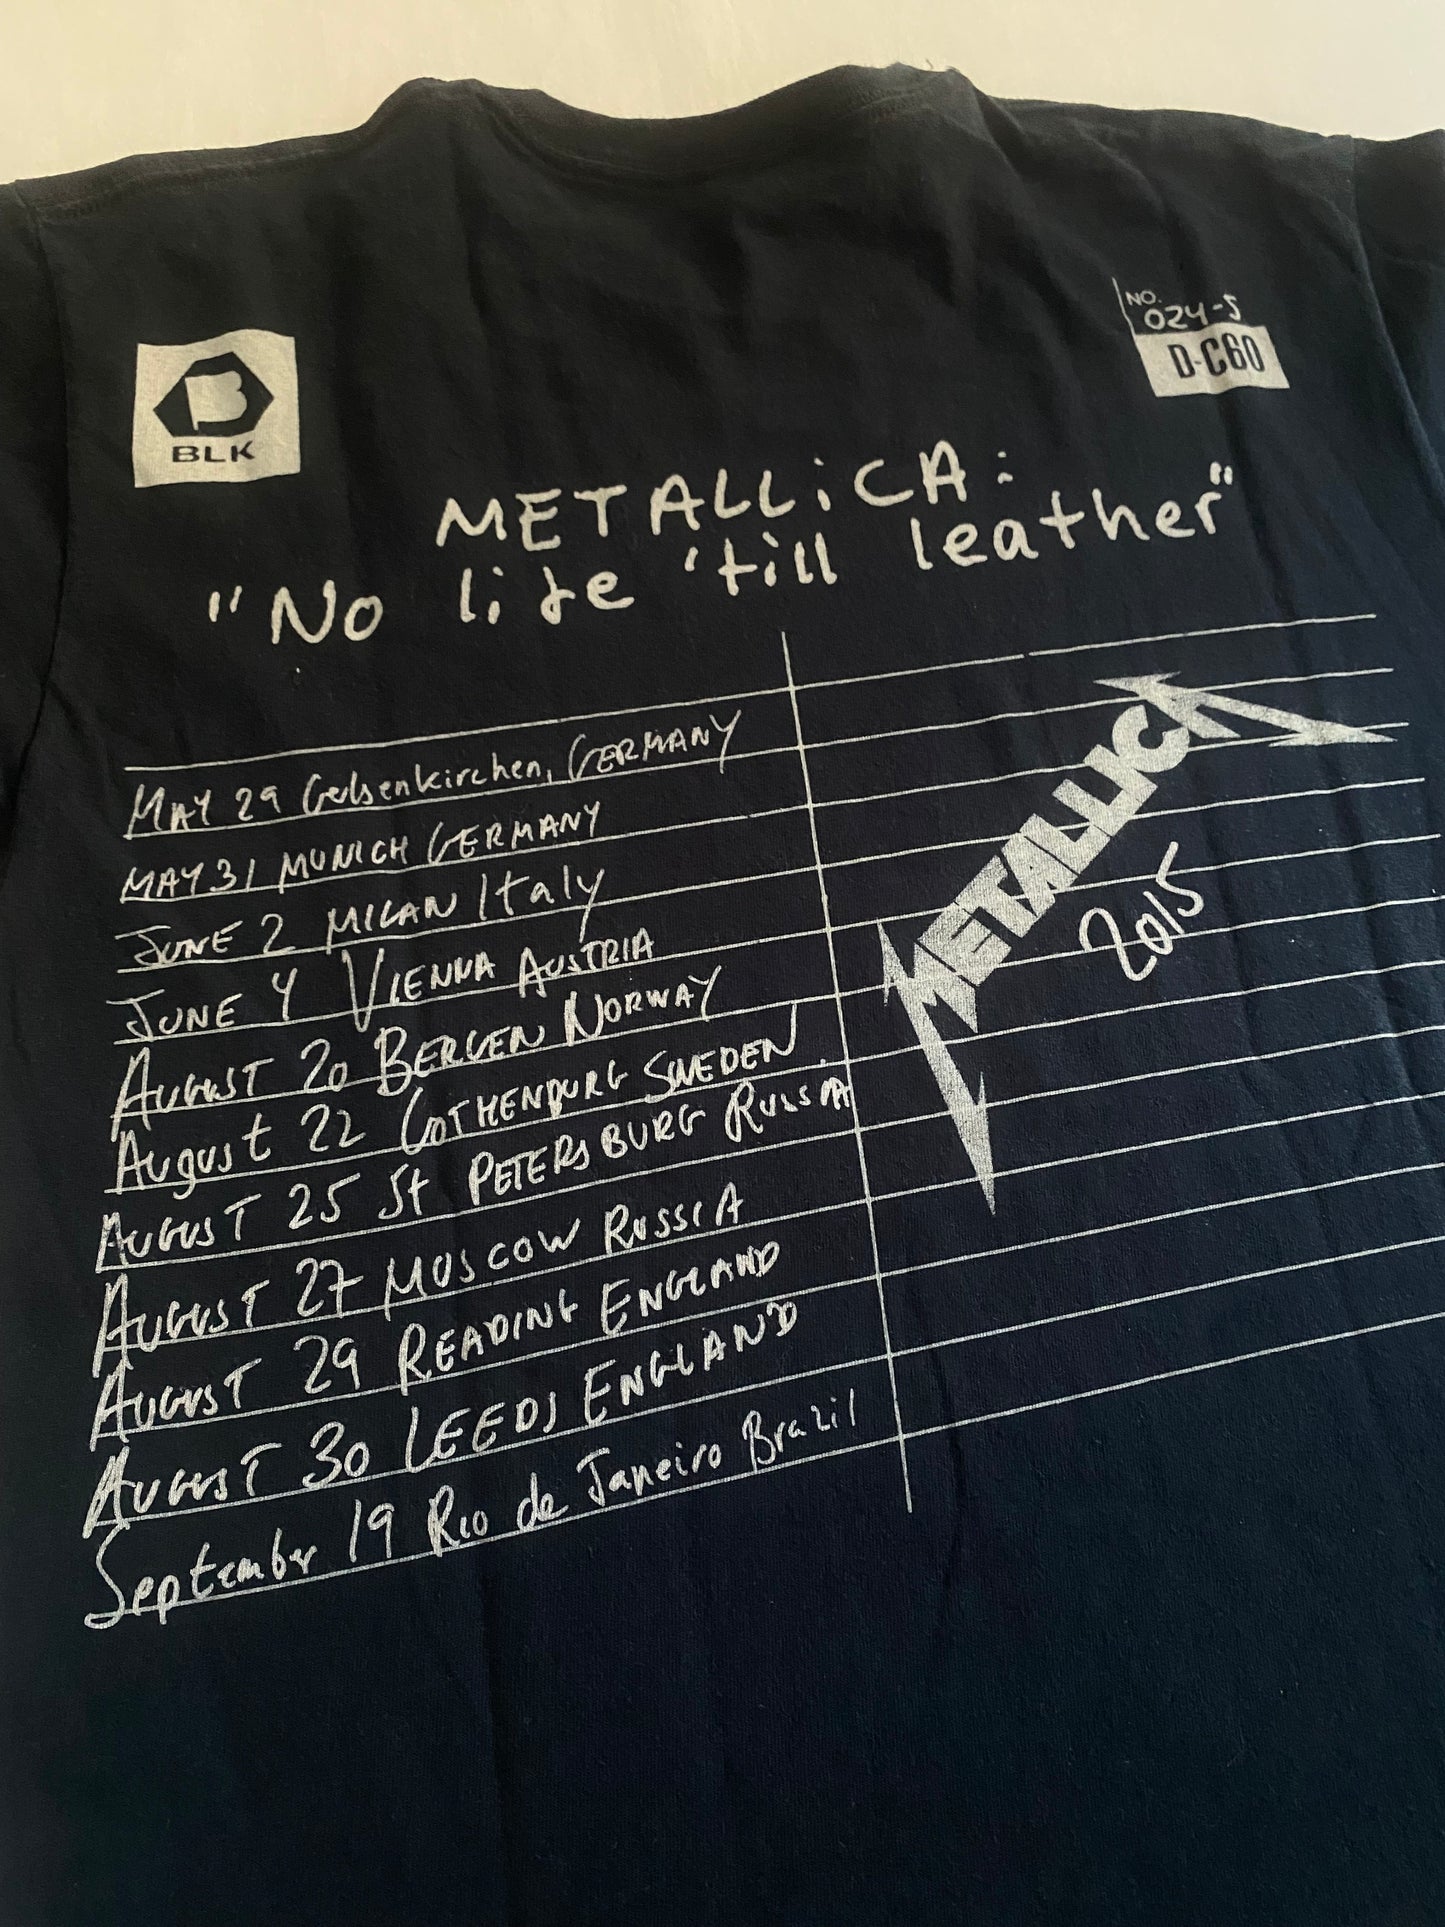 NO.
024-5
D-C60
B
BLK
METALLiCA:
"No life 'till leather"
MAY 29 Gelsenkirchen, GERMANY
MAY 31 MUNICH GERMANY
JUNE 2 MILAN Italy
JUNE 4 VIENNA AUSTRIA
AUGUST 20 BERGEN NORWAY
August 22 GOTHENBURG SWEDEN
AUGUST 25 St PETERSBURG RUSSIA
AUGUST 27 MOSCOW RUSSIA
AUGUST 29 READING ENGLAND
AUGUST 30 LEEDS ENGLAND
September 19 Rio de Janeiro Brazil
METALLICA
2015